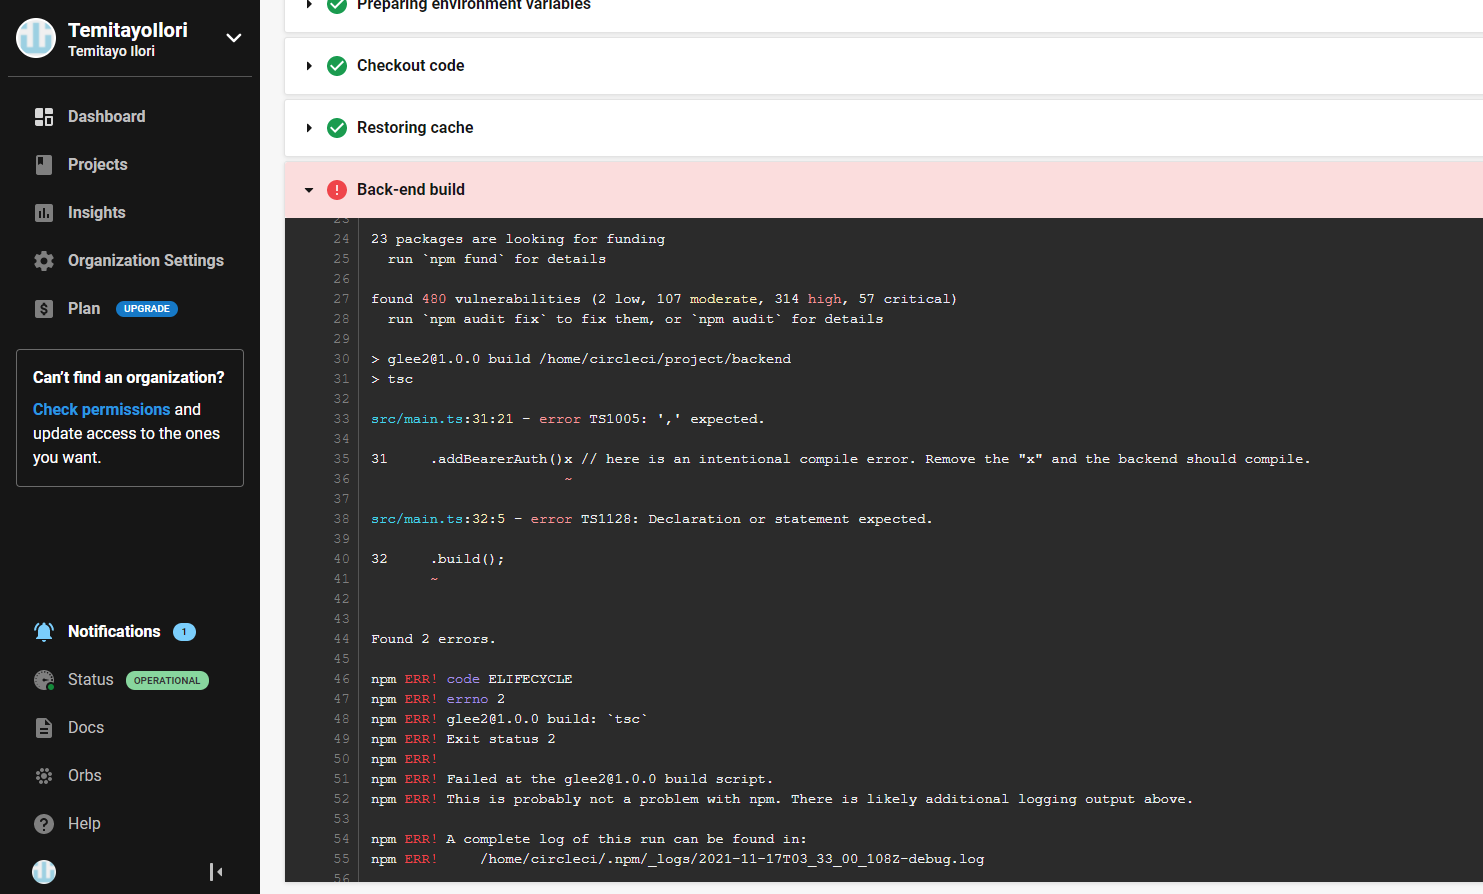 TemitayoIlori
Temitayo Ilori
Dashboard
Projects
Insights
Organization Settings
Plan UPGRADE
Can't find an organization?
Check permissions and
update access to the ones
you want.
Notifications 1
Status OPERATIONAL
Docs
Orbs
Help
Preparing environment variables
Checkout code
Restoring cache
Back-end build
23
24 23 packages are looking for funding
25 run `npm fund` for details
26
27 found 480 vulnerabilities (2 low, 107 moderate, 314 high, 57 critical)
28 run `npm audit fix` to fix them, or `npm audit` for details
29
30 > glee2@1.0.0 build /home/circleci/project/backend
31 > tsc
32
33 src/main.ts:31:21 - error TS1005: ',' expected.
34
35 31 .addBearerAuth()x // here is an intentional compile error. Remove the "x" and the backend should compile.
36 ~
37
38 src/main.ts:32:5 - error TS1128: Declaration or statement expected.
39
40 32 .build();
41 ~
42
43
44 Found 2 errors.
45
46 npm ERR! code ELIFECYCLE
47 npm ERR! errno 2
48 npm ERR! glee2@1.0.0 build: `tsc`
49 npm ERR! Exit status 2
50 npm ERR!
51 npm ERR! Failed at the glee2@1.0.0 build script.
52 npm ERR! This is probably not a problem with npm. There is likely additional logging output above.
53
54 npm ERR! A complete log of this run can be found in:
55 npm ERR! /home/circleci/.npm/_logs/2021-11-17T03_33_00_108Z-debug.log
56